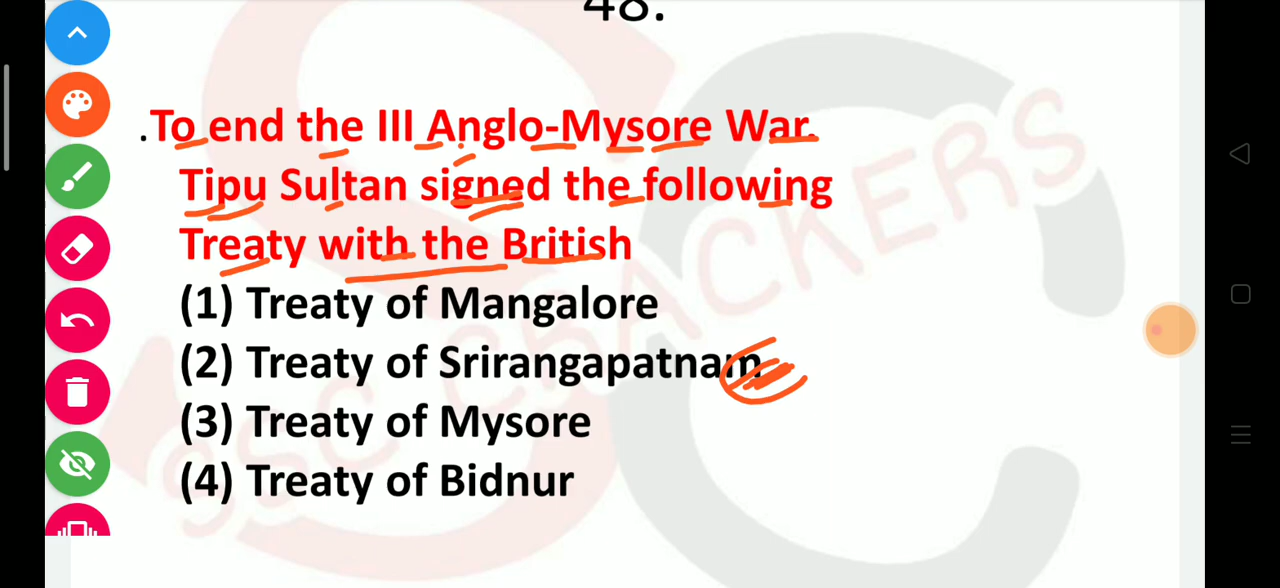 48.
.To end the III Anglo-Mysore War.
Tipu Sultan signed the following
Treaty with the British
(1) Treaty of Mangalore
(2) Treaty of Srirangapatnam
(3) Treaty of Mysore
(4) Treaty of Bidnur
CRACKERS